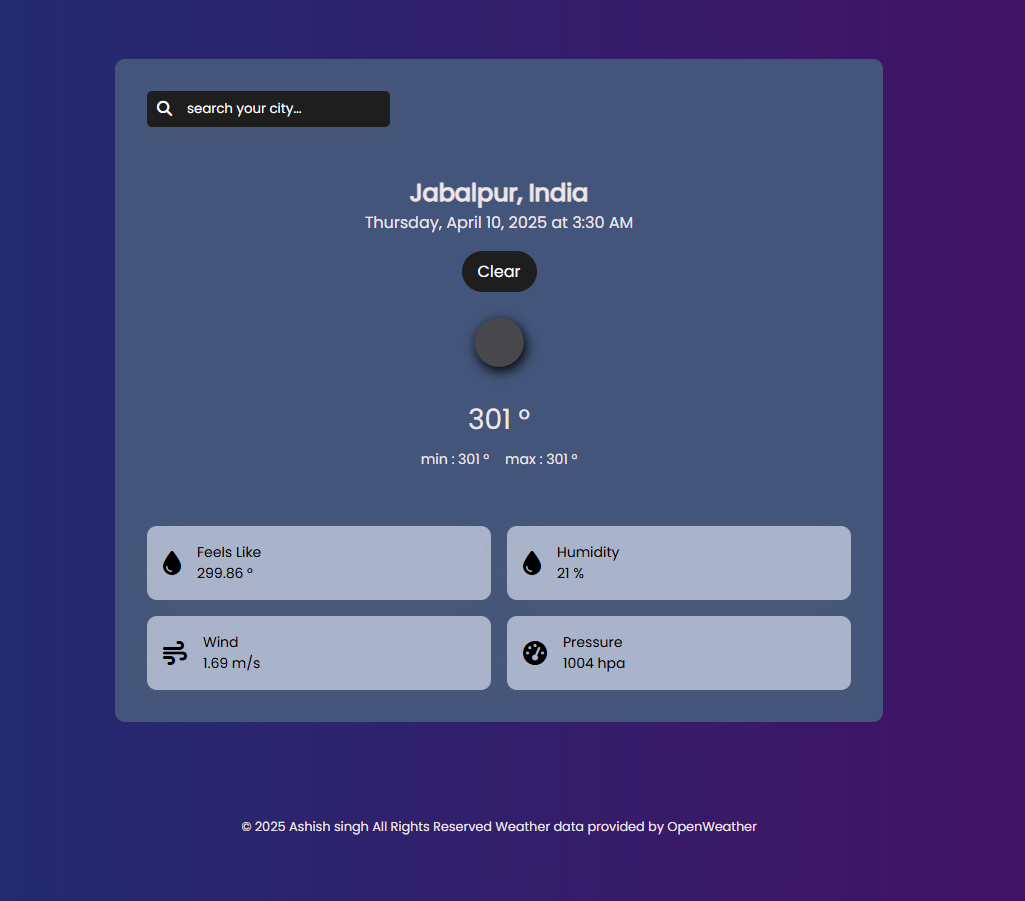 search your city...
Jabalpur, India
Thursday, April 10, 2025 at 3:30 AM
Clear
301 °
min : 301 ° max : 301 °
Feels Like
299.86 °
Humidity
21 %
Wind
1.69 m/s
Pressure
1004 hpa
© 2025 Ashish singh All Rights Reserved Weather data provided by OpenWeather